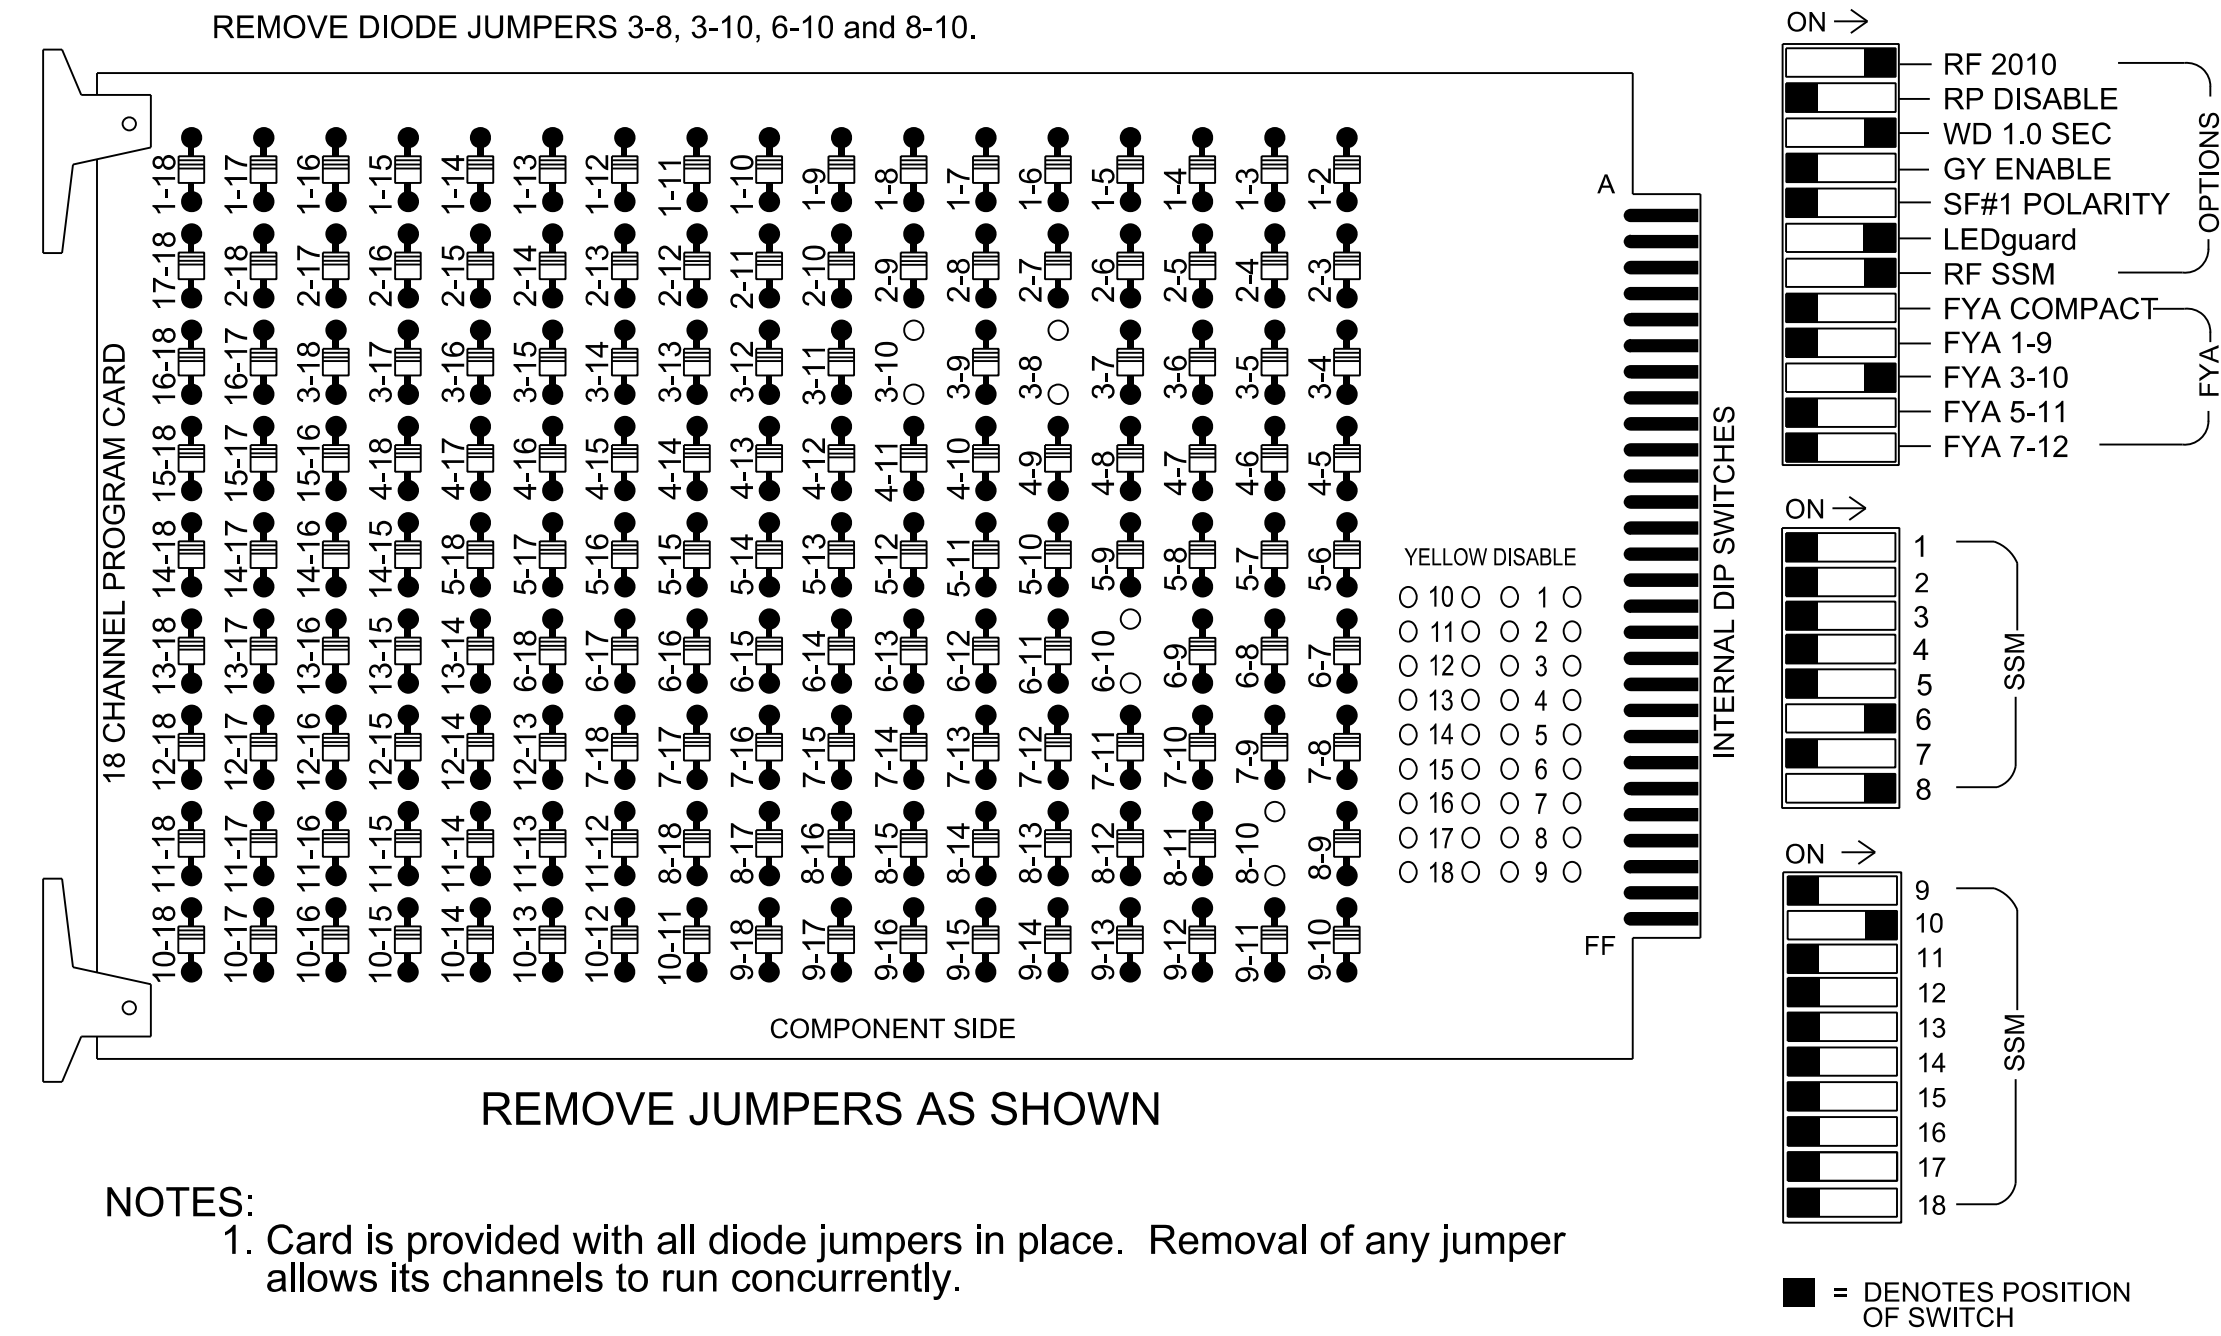 REMOVE DIODE JUMPERS 3-8, 3-10, 6-10 and 8-10.
18 CHANNEL PROGRAM CARD
1-18 1-17 1-16 1-15 1-14 1-13 1-12 1-11 1-10 1-9 1-8 1-7 1-6 1-5 1-4 1-3 1-2
17-18 2-18 2-17 2-16 2-15 2-14 2-13 2-12 2-11 2-10 2-9 2-8 2-7 2-6 2-5 2-4 2-3
16-18 16-17 3-18 3-17 3-16 3-15 3-14 3-13 3-12 3-11 3-10 3-9 3-8 3-7 3-6 3-5 3-4
15-18 15-17 15-16 4-18 4-17 4-16 4-15 4-14 4-13 4-12 4-11 4-10 4-9 4-8 4-7 4-6 4-5
14-18 14-17 14-16 14-15 5-18 5-17 5-16 5-15 5-14 5-13 5-12 5-11 5-10 5-9 5-8 5-7 5-6
13-18 13-17 13-16 13-15 13-14 6-18 6-17 6-16 6-15 6-14 6-13 6-12 6-11 6-10 6-9 6-8 6-7
12-18 12-17 12-16 12-15 12-14 12-13 7-18 7-17 7-16 7-15 7-14 7-13 7-12 7-11 7-10 7-9 7-8
11-18 11-17 11-16 11-15 11-14 11-13 11-12 8-18 8-17 8-16 8-15 8-14 8-13 8-12 8-11 8-10 8-9
10-18 10-17 10-16 10-15 10-14 10-13 10-12 10-11 9-18 9-17 9-16 9-15 9-14 9-13 9-12 9-11 9-10
A
YELLOW DISABLE
10 1
11 2
12 3
13 4
14 5
15 6
16 7
17 8
18 9
FF
COMPONENT SIDE
INTERNAL DIP SWITCHES
ON
RF 2010
RP DISABLE
WD 1.0 SEC
GY ENABLE
SF#1 POLARITY
LEDguard
RF SSM
OPTIONS
FYA COMPACT
FYA 1-9
FYA 3-10
FYA 5-11
FYA 7-12
FYA
ON
1
2
3
4
5
6
7
8
SSM
ON
9
10
11
12
13
14
15
16
17
18
SSM
REMOVE JUMPERS AS SHOWN
NOTES:
1. Card is provided with all diode jumpers in place. Removal of any jumper
allows its channels to run concurrently.
= DENOTES POSITION
OF SWITCH